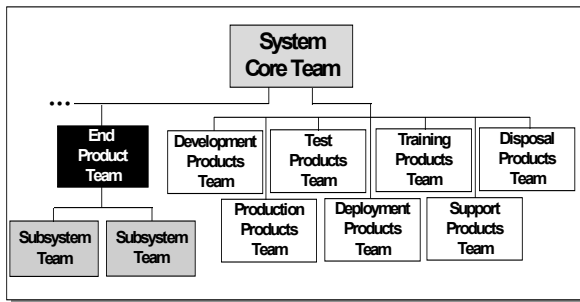 System
Core Team
...
End
Product
Team
Development
Products
Team
Test
Products
Team
Training
Products
Team
Disposal
Products
Team
Production
Products
Team
Deployment
Products
Team
Support
Products
Team
Subsystem
Team
Subsystem
Team